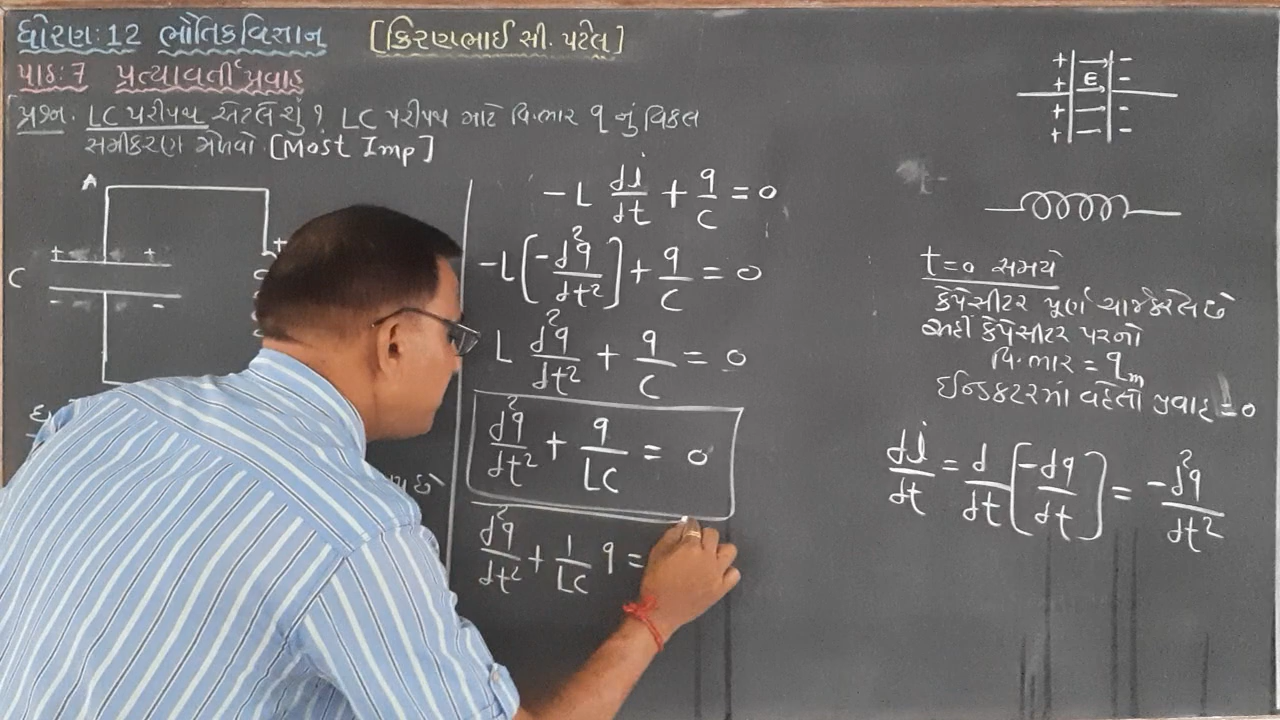 ધોરણ: 12 ભૌતિકવિજ્ઞાન [કિરણભાઈ સી. પટેલ]
પાઠ: 7 પ્રત્યાવર્તી પ્રવાહ
પ્રશ્ન. LC પરીપથ એટલે શું? LC પરીપથ માટે વિ.ભાર q નું વિકલ
સમીકરણ મેળવો. [Most Imp]
A
C
+ +
- -
+
-L di/dt + q/C = 0
-L[-d²q/dt²] + q/C = 0
L d²q/dt² + q/C = 0
d²q/dt² + q/LC = 0
d²q/dt² + 1/LC q =
+ -
+ E -
+ -
+ -
t=0 સમયે
કેપેસીટર પૂર્ણ ચાર્જ કરેલ છે
અહીં કેપેસીટર પરનો
વિ.ભાર = qm
ઈન્ડકટરમાં વહેતો પ્રવાહ = 0
di/dt = d/dt[-dq/dt] = -d²q/dt²